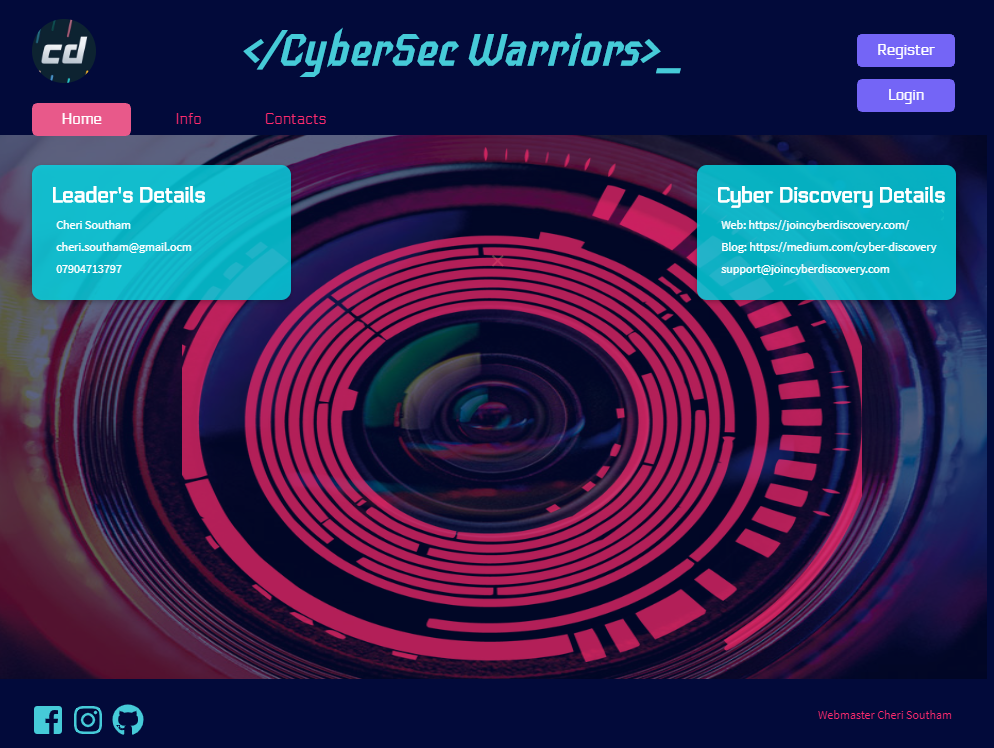 cd
</CyberSec Warriors>_
Register
Login
Home
Info
Contacts
Leader's Details
Cheri Southam
cheri.southam@gmail.ocm
07904713797
Cyber Discovery Details
Web: https://joincyberdiscovery.com/
Blog: https://medium.com/cyber-discovery
support@joincyberdiscovery.com
Webmaster Cheri Southam